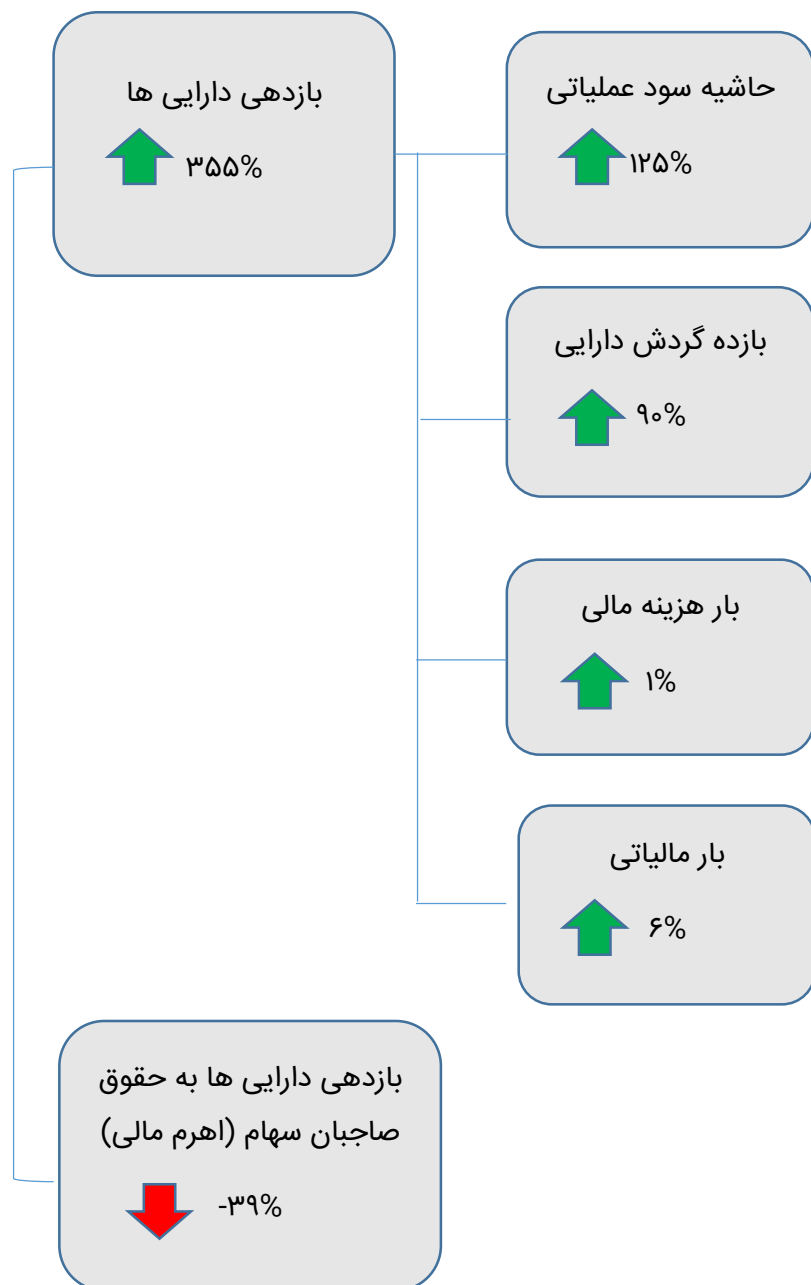 بازدهی دارایی ها
۳۵۵%
حاشیه سود عملیاتی
۱۲۵%
بازده گردش دارایی
۹۰%
بار هزینه مالی
۱%
بار مالیاتی
۶%
بازدهی دارایی ها به حقوق
صاجبان سهام (اهرم مالی)
-۳۹%